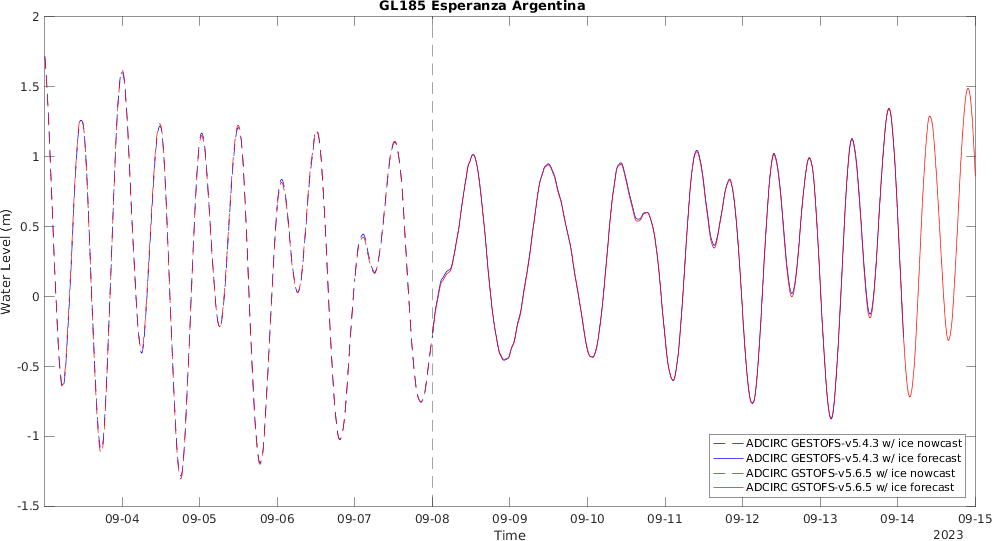 GL185 Esperanza Argentina
2
1.5
1
0.5
0
-0.5
-1
-1.5
Water Level (m)
09-04 09-05 09-06 09-07 09-08 09-09 09-10 09-11 09-12 09-13 09-14 09-15
Time
2023
ADCIRC GESTOFS-v5.4.3 w/ ice nowcast
ADCIRC GESTOFS-v5.4.3 w/ ice forecast
ADCIRC GSTOFS-v5.6.5 w/ ice nowcast
ADCIRC GSTOFS-v5.6.5 w/ ice forecast